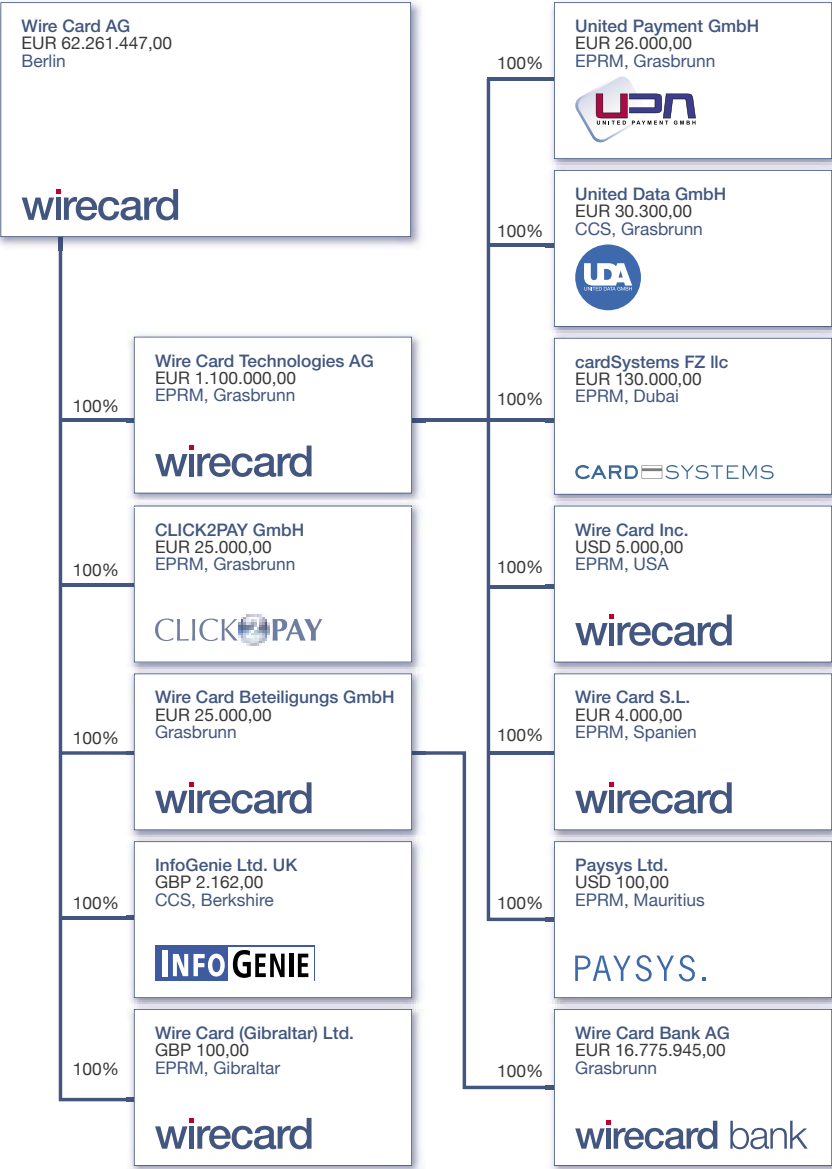 Wire Card AG
EUR 62.261.447,00
Berlin
wirecard
100%
Wire Card Technologies AG
EUR 1.100.000,00
EPRM, Grasbrunn
wirecard
100%
CLICK2PAY GmbH
EUR 25.000,00
EPRM, Grasbrunn
CLICK2PAY
100%
Wire Card Beteiligungs GmbH
EUR 25.000,00
Grasbrunn
wirecard
100%
InfoGenie Ltd. UK
GBP 2.162,00
CCS, Berkshire
INFO GENIE
100%
Wire Card (Gibraltar) Ltd.
GBP 100,00
EPRM, Gibraltar
wirecard
100%
United Payment GmbH
EUR 26.000,00
EPRM, Grasbrunn
UPN
UNITED PAYMENT GMBH
100%
United Data GmbH
EUR 30.300,00
CCS, Grasbrunn
UDA
UNITED DATA GMBH
100%
cardSystems FZ llc
EUR 130.000,00
EPRM, Dubai
CARD SYSTEMS
100%
Wire Card Inc.
USD 5.000,00
EPRM, USA
wirecard
100%
Wire Card S.L.
EUR 4.000,00
EPRM, Spanien
wirecard
100%
Paysys Ltd.
USD 100,00
EPRM, Mauritius
PAYSYS.
100%
Wire Card Bank AG
EUR 16.775.945,00
Grasbrunn
wirecard bank